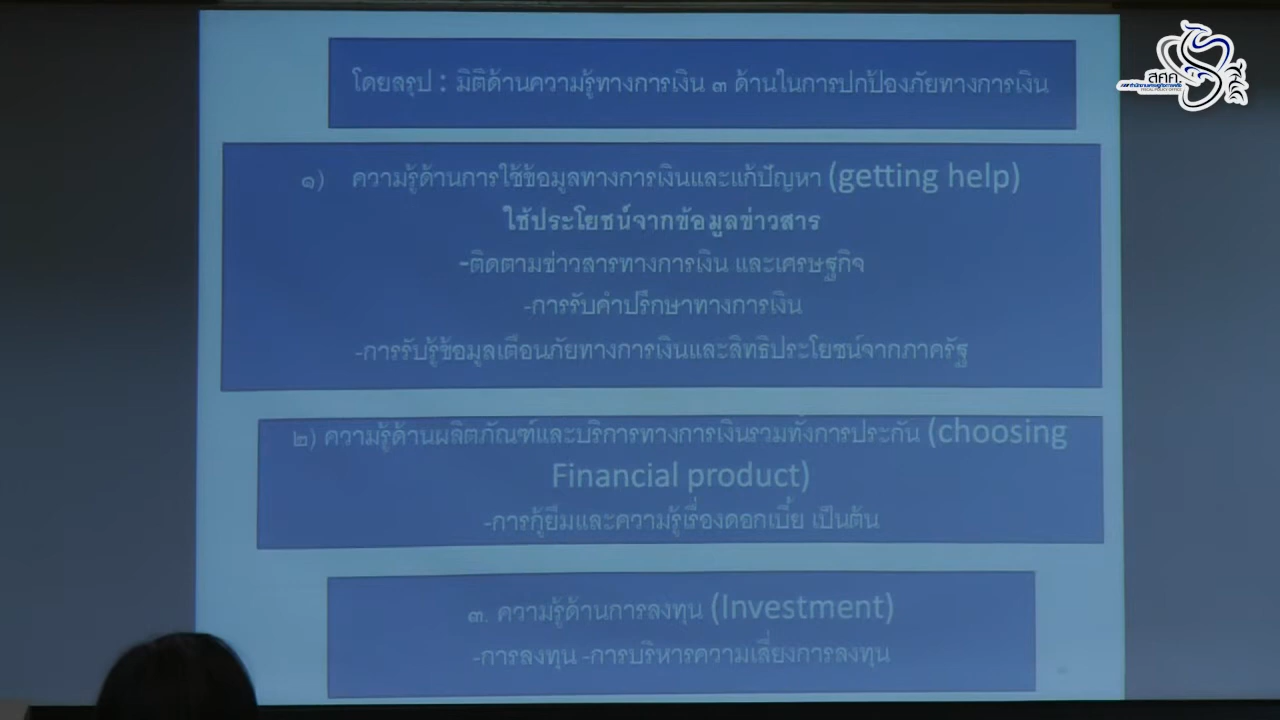 โดยสรุป : มิติด้านความรู้ทางการเงิน ๓ ด้านในการปกป้องภัยทางการเงิน
๑) ความรู้ด้านการใช้ข้อมูลทางการเงินและแก้ปัญหา (getting help)
ใช้ประโยชน์จากข้อมูลข่าวสาร
-ติดตามข่าวสารทางการเงิน และเศรษฐกิจ
-การรับคำปรึกษาทางการเงิน
-การรับรู้ข้อมูลเตือนภัยทางการเงินและสิทธิประโยชน์จากภาครัฐ
๒) ความรู้ด้านผลิตภัณฑ์และบริการทางการเงินรวมทั้งการประกัน (choosing
Financial product)
-การกู้ยืมและความรู้เรื่องดอกเบี้ย เป็นต้น
๓. ความรู้ด้านการลงทุน (Investment)
-การลงทุน -การบริหารความเสี่ยงการลงทุน
สศค.